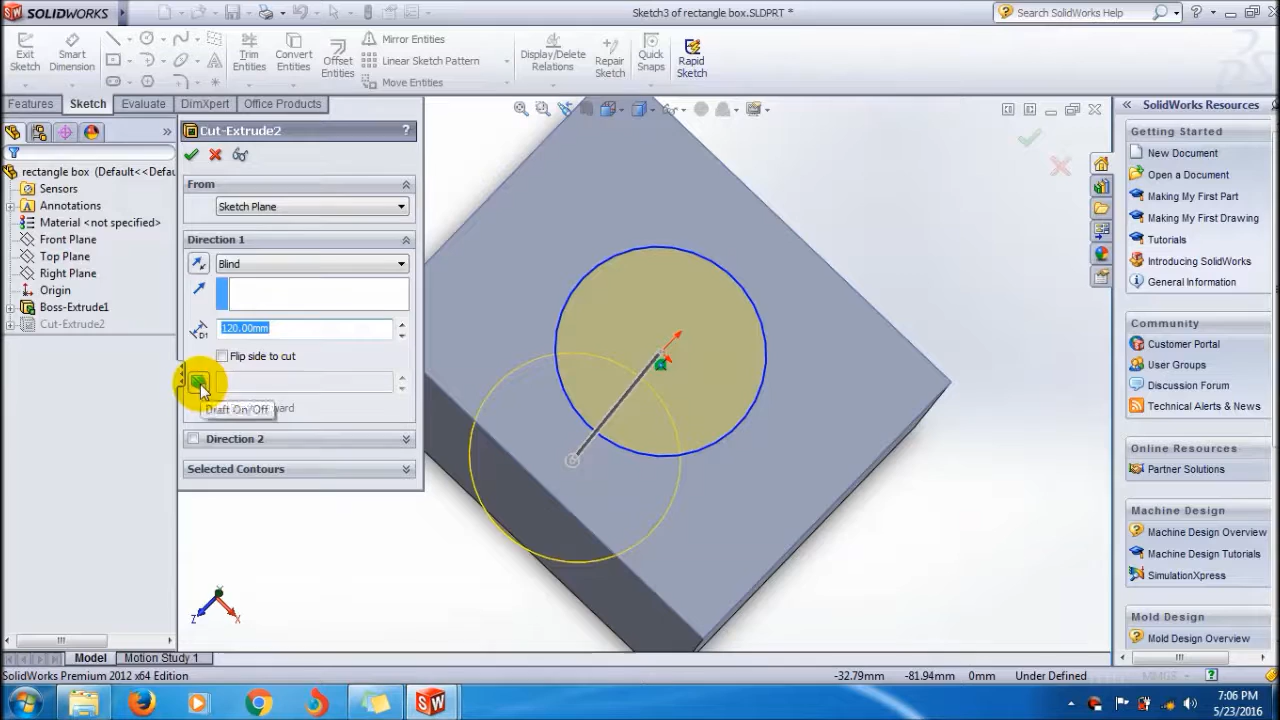 SOLIDWORKS
Sketch3 of rectangle box.SLDPRT *
Search SolidWorks Help
Exit Sketch
Smart Dimension
Trim Entities
Convert Entities
Offset Entities
Mirror Entities
Linear Sketch Pattern
Move Entities
Display/Delete Relations
Repair Sketch
Quick Snaps
Rapid Sketch
Features
Sketch
Evaluate
DimXpert
Office Products
rectangle box (Default<<Defau
Sensors
Annotations
Material <not specified>
Front Plane
Top Plane
Right Plane
Origin
Boss-Extrude1
Cut-Extrude2
Cut-Extrude2
?
From
Sketch Plane
Direction 1
Blind
D1
120.00mm
Flip side to cut
Draft On/Off
ward
Direction 2
Selected Contours
Z
X
SolidWorks Resources
Getting Started
New Document
Open a Document
Making My First Part
Making My First Drawing
Tutorials
Introducing SolidWorks
General Information
Community
Customer Portal
User Groups
Discussion Forum
Technical Alerts & News
Online Resources
Partner Solutions
Machine Design
Machine Design Overview
Machine Design Tutorials
SimulationXpress
Mold Design
Mold Design Overview
Model
Motion Study 1
SolidWorks Premium 2012 x64 Edition
-32.79mm
-81.94mm
0mm
Under Defined
MMGS
7:06 PM
5/23/2016